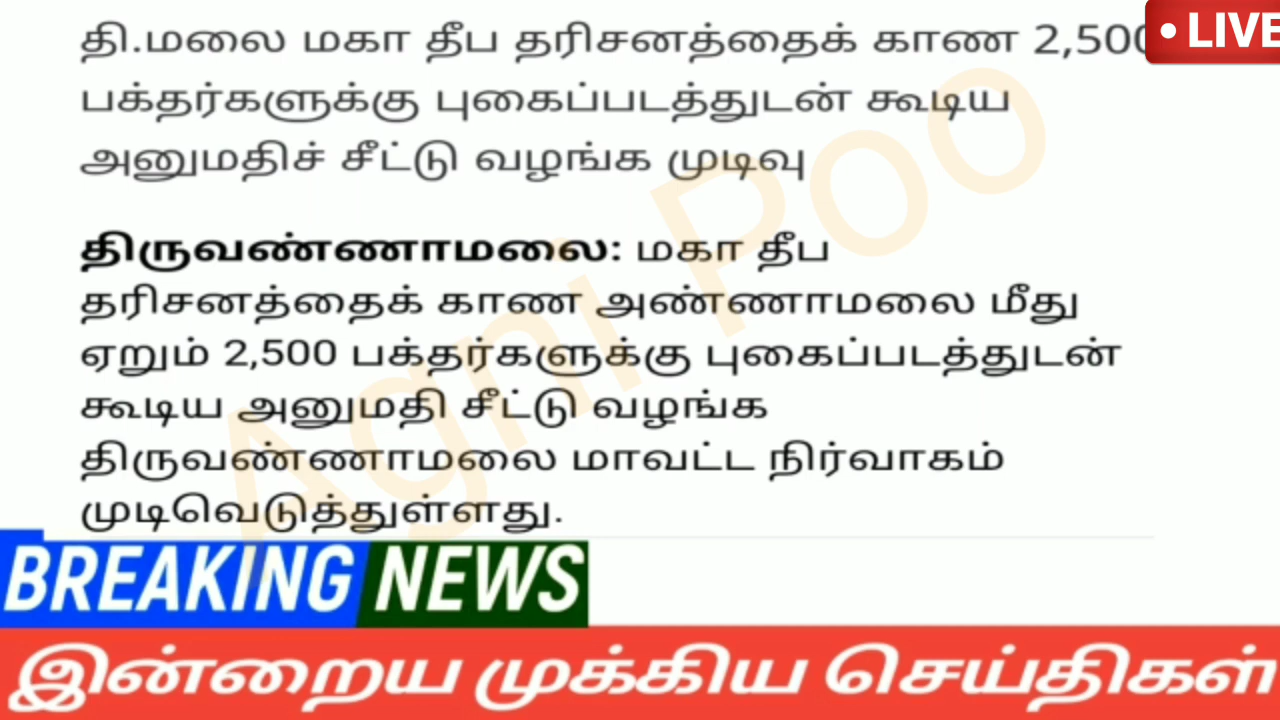 தி.மலை மகா தீப தரிசனத்தைக் காண 2,500
பக்தர்களுக்கு புகைப்படத்துடன் கூடிய
அனுமதிச் சீட்டு வழங்க முடிவு
திருவண்ணாமலை: மகா தீப
தரிசனத்தைக் காண அண்ணாமலை மீது
ஏறும் 2,500 பக்தர்களுக்கு புகைப்படத்துடன்
கூடிய அனுமதி சீட்டு வழங்க
திருவண்ணாமலை மாவட்ட நிர்வாகம்
முடிவெடுத்துள்ளது.
LIVE
Agni Poo
BREAKING NEWS
இன்றைய முக்கிய செய்திகள்